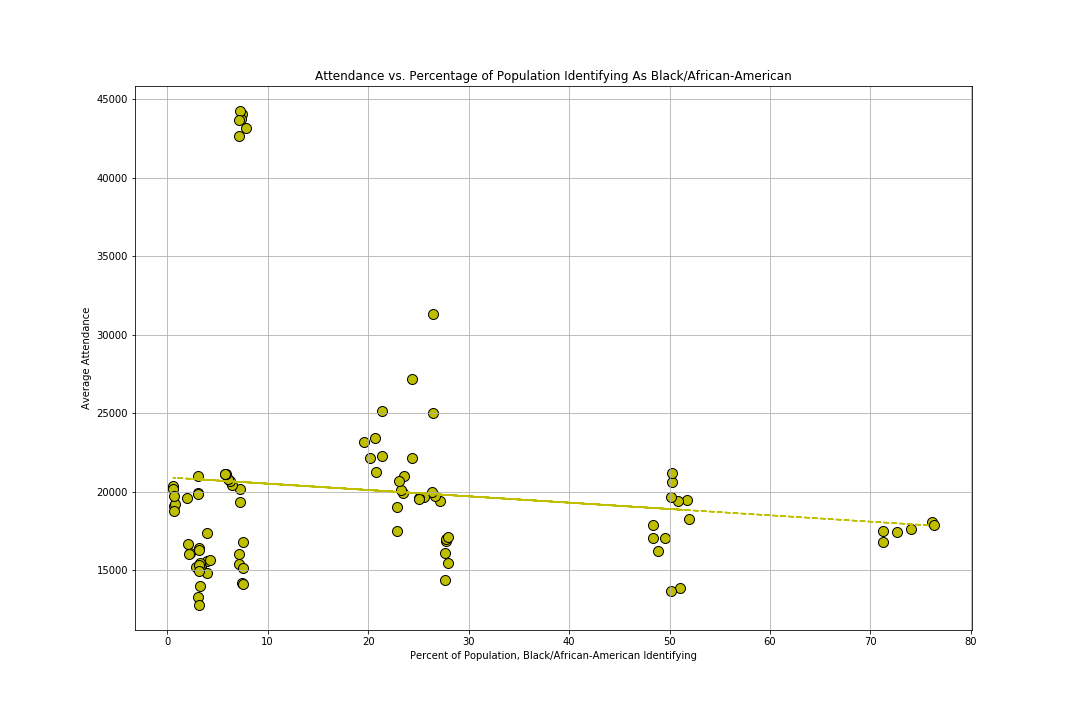 Attendance vs. Percentage of Population Identifying As Black/African-American
45000
40000
35000
30000
25000
20000
15000
Average Attendance
0 10 20 30 40 50 60 70 80
Percent of Population, Black/African-American Identifying